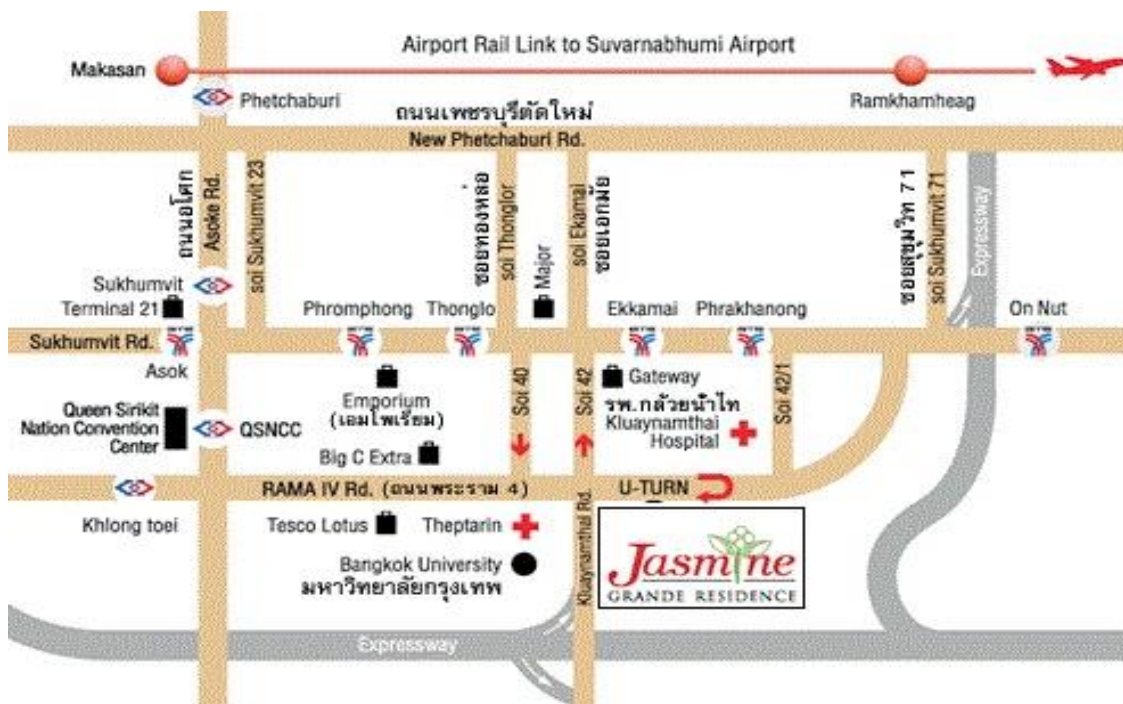 Airport Rail Link to Suvarnabhumi Airport
Makasan
Ramkhamheag
Phetchaburi
ถนนเพชรบุรีตัดใหม่
New Phetchaburi Rd.
ถนนอโศก
Asoke Rd.
soi Sukhumvit 23
ซอยทองหล่อ
soi Thonglor
Major
soi Ekamai
ซอยเอกมัย
ซอยสุขุมวิท 71
soi Sukhumvit 71
Expressway
Sukhumvit
Terminal 21
Phromphong
Thonglo
Ekkamai
Phrakhanong
On Nut
Sukhumvit Rd.
Asok
Emporium
(เอมโพเรี่ยม)
Soi 40
Soi 42
Gateway
รพ.กล้วยน้ำไท
Kluaynamthai
Hospital
Soi 42/1
Queen Sirikit
Nation Convention
Center
QSNCC
Big C Extra
RAMA IV Rd. (ถนนพระราม 4)
U-TURN
Khlong toei
Tesco Lotus
Theptarin
Bangkok University
มหาวิทยาลัยกรุงเทพ
Kluaynamthai Rd.
Jasmine
GRANDE RESIDENCE
Expressway